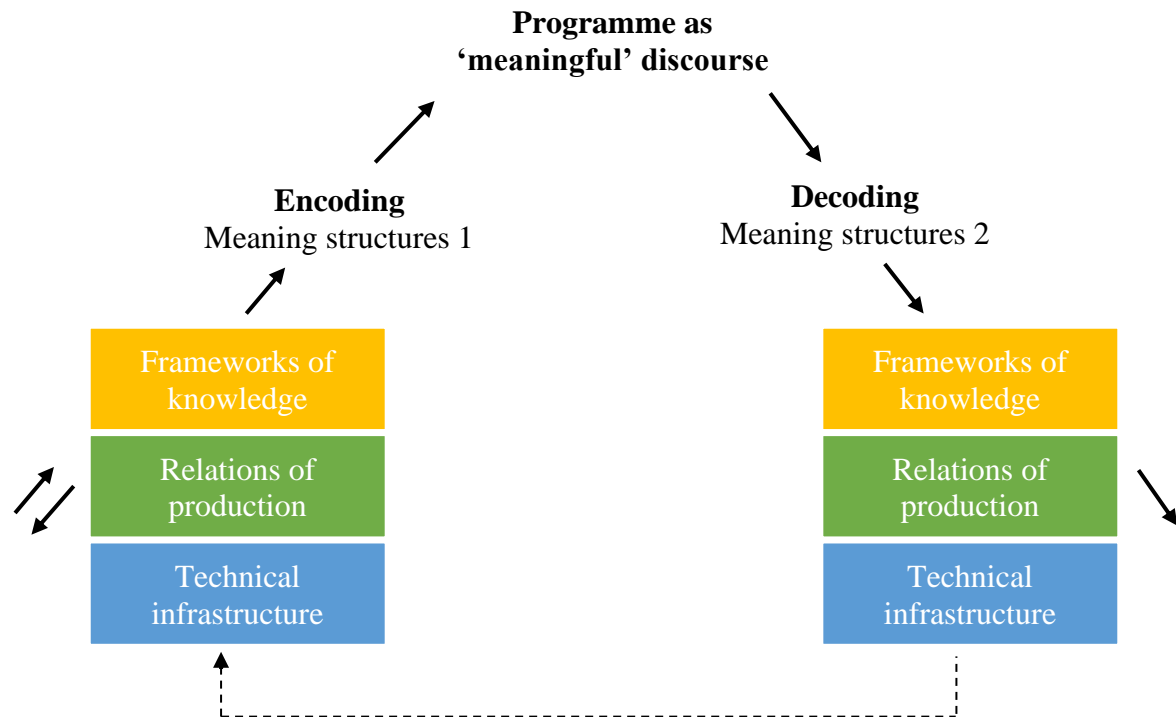 Programme as
‘meaningful’ discourse
Encoding
Meaning structures 1
Decoding
Meaning structures 2
Frameworks of
knowledge
Relations of
production
Technical
infrastructure
Frameworks of
knowledge
Relations of
production
Technical
infrastructure